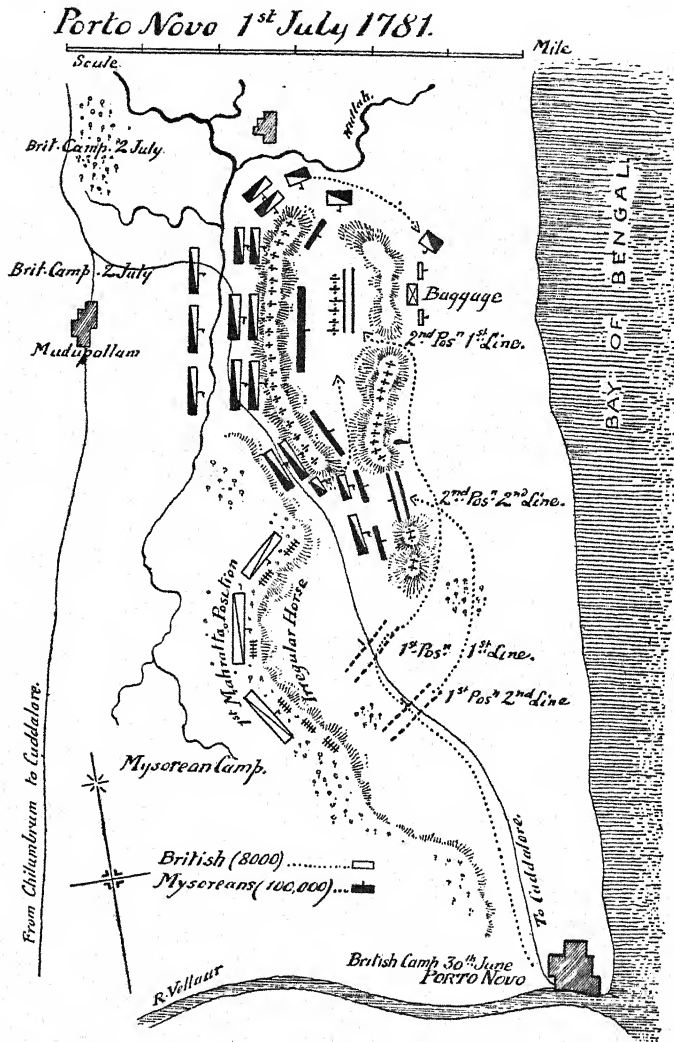 Porto Novo 1st July 1781.
Mile
Scale
Nullah.
Brit. Camp. 2 July.
Brit. Camp. 2 July
Mudupollam
Baggage
2nd Posn 1st Line.
BAY OF BENGAL
2nd Posn 2nd Line.
1st Mahratta Position
Irregular Horse
1st Posn 1st Line.
1st Posn 2nd Line
Mysorean Camp.
From Chilambram to Cuddalore.
To Cuddalore.
British (8000)
Mysoreans (100,000)
British Camp 30th June
PORTO NOVO
R. Vellaur